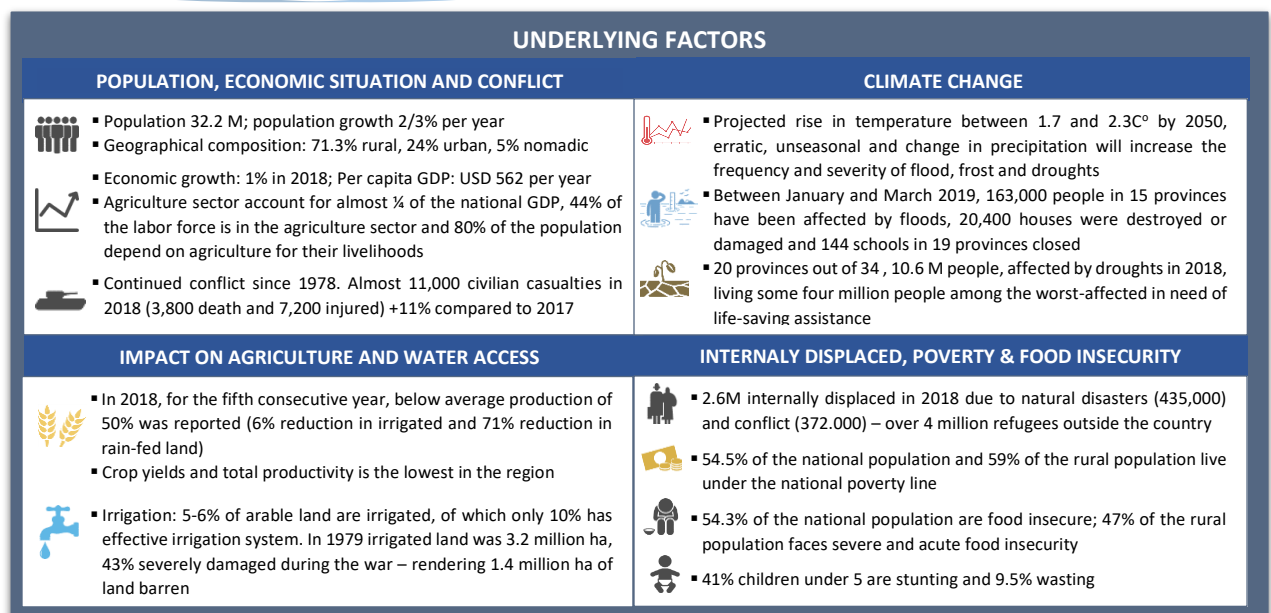 UNDERLYING FACTORS
POPULATION, ECONOMIC SITUATION AND CONFLICT
▪ Population 32.2 M; population growth 2/3% per year
▪ Geographical composition: 71.3% rural, 24% urban, 5% nomadic
▪ Economic growth: 1% in 2018; Per capita GDP: USD 562 per year
▪ Agriculture sector account for almost ¼ of the national GDP, 44% of
the labor force is in the agriculture sector and 80% of the population
depend on agriculture for their livelihoods
▪ Continued conflict since 1978. Almost 11,000 civilian casualties in
2018 (3,800 death and 7,200 injured) +11% compared to 2017
CLIMATE CHANGE
▪ Projected rise in temperature between 1.7 and 2.3Cº by 2050,
erratic, unseasonal and change in precipitation will increase the
frequency and severity of flood, frost and droughts
▪ Between January and March 2019, 163,000 people in 15 provinces
have been affected by floods, 20,400 houses were destroyed or
damaged and 144 schools in 19 provinces closed
▪ 20 provinces out of 34 , 10.6 M people, affected by droughts in 2018,
living some four million people among the worst-affected in need of
life-saving assistance
IMPACT ON AGRICULTURE AND WATER ACCESS
▪ In 2018, for the fifth consecutive year, below average production of
50% was reported (6% reduction in irrigated and 71% reduction in
rain-fed land)
▪ Crop yields and total productivity is the lowest in the region
▪ Irrigation: 5-6% of arable land are irrigated, of which only 10% has
effective irrigation system. In 1979 irrigated land was 3.2 million ha,
43% severely damaged during the war – rendering 1.4 million ha of
land barren
INTERNALY DISPLACED, POVERTY & FOOD INSECURITY
▪ 2.6M internally displaced in 2018 due to natural disasters (435,000)
and conflict (372.000) – over 4 million refugees outside the country
▪ 54.5% of the national population and 59% of the rural population live
under the national poverty line
▪ 54.3% of the national population are food insecure; 47% of the rural
population faces severe and acute food insecurity
▪ 41% children under 5 are stunting and 9.5% wasting